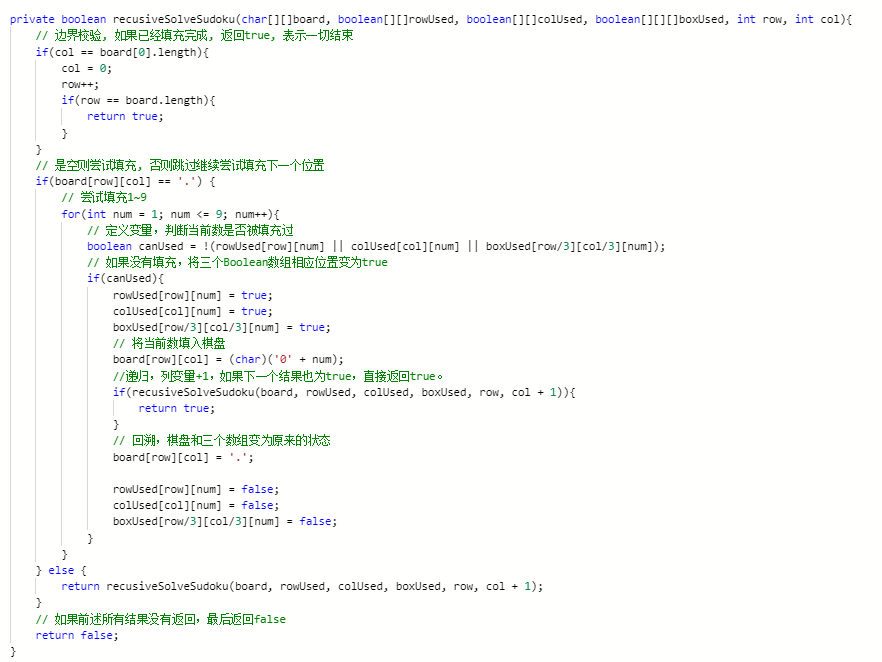 private boolean recusiveSolveSudoku(char[][]board, boolean[][]rowUsed, boolean[][]colUsed, boolean[][][]boxUsed, int row, int col){
    // 边界校验, 如果已经填充完成, 返回true, 表示一切结束
    if(col == board[0].length){
        col = 0;
        row++;
        if(row == board.length){
            return true;
        }
    }
    // 是空则尝试填充, 否则跳过继续尝试填充下一个位置
    if(board[row][col] == '.') {
        // 尝试填充1~9
        for(int num = 1; num <= 9; num++){
            // 定义变量，判断当前数是否被填充过
            boolean canUsed = !(rowUsed[row][num] || colUsed[col][num] || boxUsed[row/3][col/3][num]);
            // 如果没有填充，将三个Boolean数组相应位置变为true
            if(canUsed){
                rowUsed[row][num] = true;
                colUsed[col][num] = true;
                boxUsed[row/3][col/3][num] = true;
                // 将当前数填入棋盘
                board[row][col] = (char)('0' + num);
                //递归，列变量+1，如果下一个结果也为true，直接返回true。
                if(recusiveSolveSudoku(board, rowUsed, colUsed, boxUsed, row, col + 1)){
                    return true;
                }
                // 回溯，棋盘和三个数组变为原来的状态
                board[row][col] = '.';

                rowUsed[row][num] = false;
                colUsed[col][num] = false;
                boxUsed[row/3][col/3][num] = false;
            }
        }
    } else {
        return recusiveSolveSudoku(board, rowUsed, colUsed, boxUsed, row, col + 1);
    }
    // 如果前述所有结果没有返回，最后返回false
    return false;
}